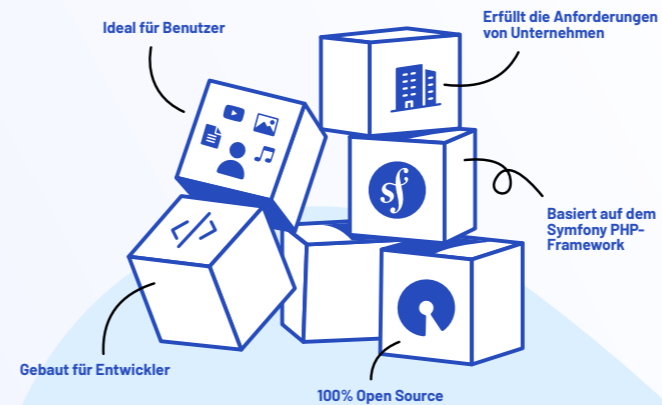 Ideal für Benutzer
Erfüllt die Anforderungen
von Unternehmen
</>
sf
Basiert auf dem
Symfony PHP-
Framework
Gebaut für Entwickler
100% Open Source